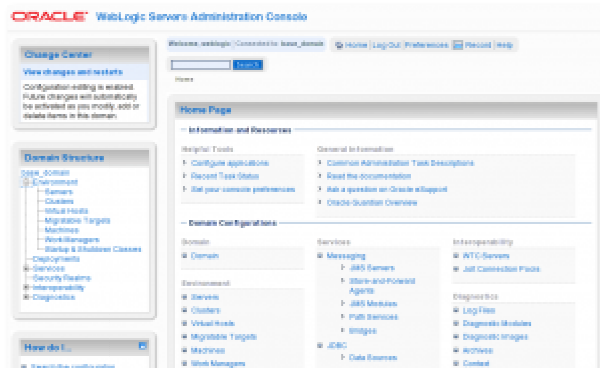 ORACLE WebLogic Server Administration Console
Change Center
View changes and restarts
Configuration editing is enabled.
Future changes will automatically
be activated as you modify, add or
delete items in this domain.
Domain Structure
base_domain
Environment
Servers
Clusters
Virtual Hosts
Migratable Targets
Machines
Work Managers
Startup & Shutdown Classes
Deployments
Services
Security Realms
Interoperability
Diagnostics
How do I...
Search the configuration
Welcome, weblogic Connected to: base_domain Home Log Out Preferences Record Help
Search
Home
Home Page
Information and Resources
Helpful Tools
Configure applications
Recent Task Status
Set your console preferences
General Information
Common Administration Task Descriptions
Read the documentation
Ask a question on Oracle eSupport
Oracle Guardian Overview
Domain Configurations
Domain
Domain
Environment
Servers
Clusters
Virtual Hosts
Migratable Targets
Machines
Work Managers
Services
Messaging
JMS Servers
Store-and-Forward
Agents
JMS Modules
Path Services
Bridges
JDBC
Data Sources
Interoperability
WTC Servers
Jolt Connection Pools
Diagnostics
Log Files
Diagnostic Modules
Diagnostic Images
Archives
Context